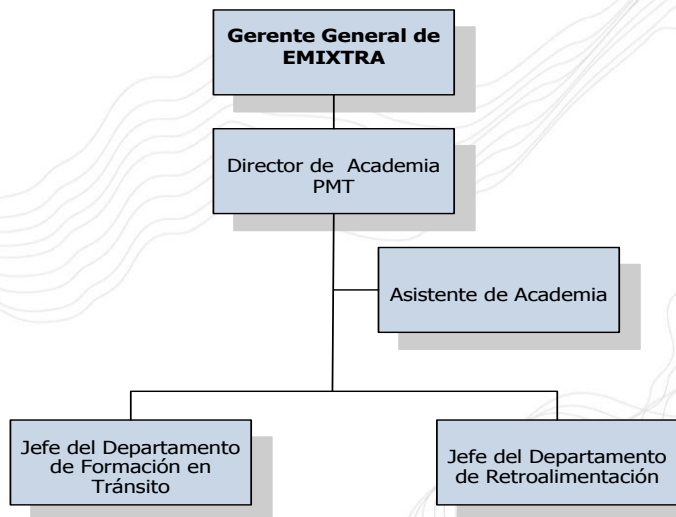 Gerente General de
EMIXTRA
Director de Academia
PMT
Asistente de Academia
Jefe del Departamento
de Formación en
Tránsito
Jefe del Departamento
de Retroalimentación